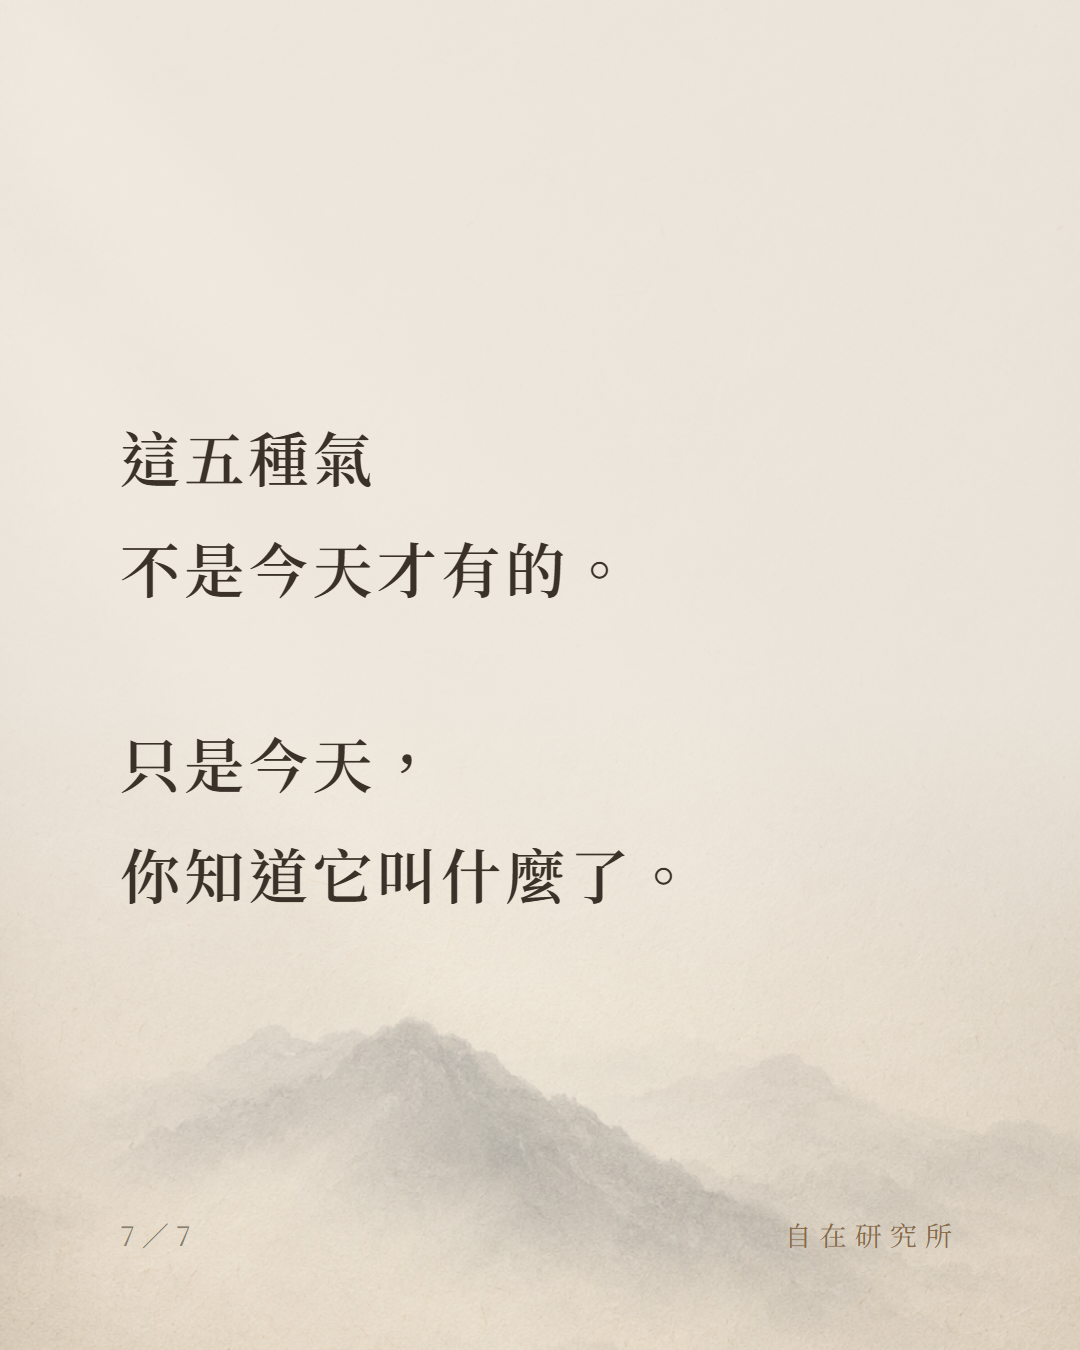 這五種氣
不是今天才有的。
只是今天，
你知道它叫什麼了。
7／7
自在研究所